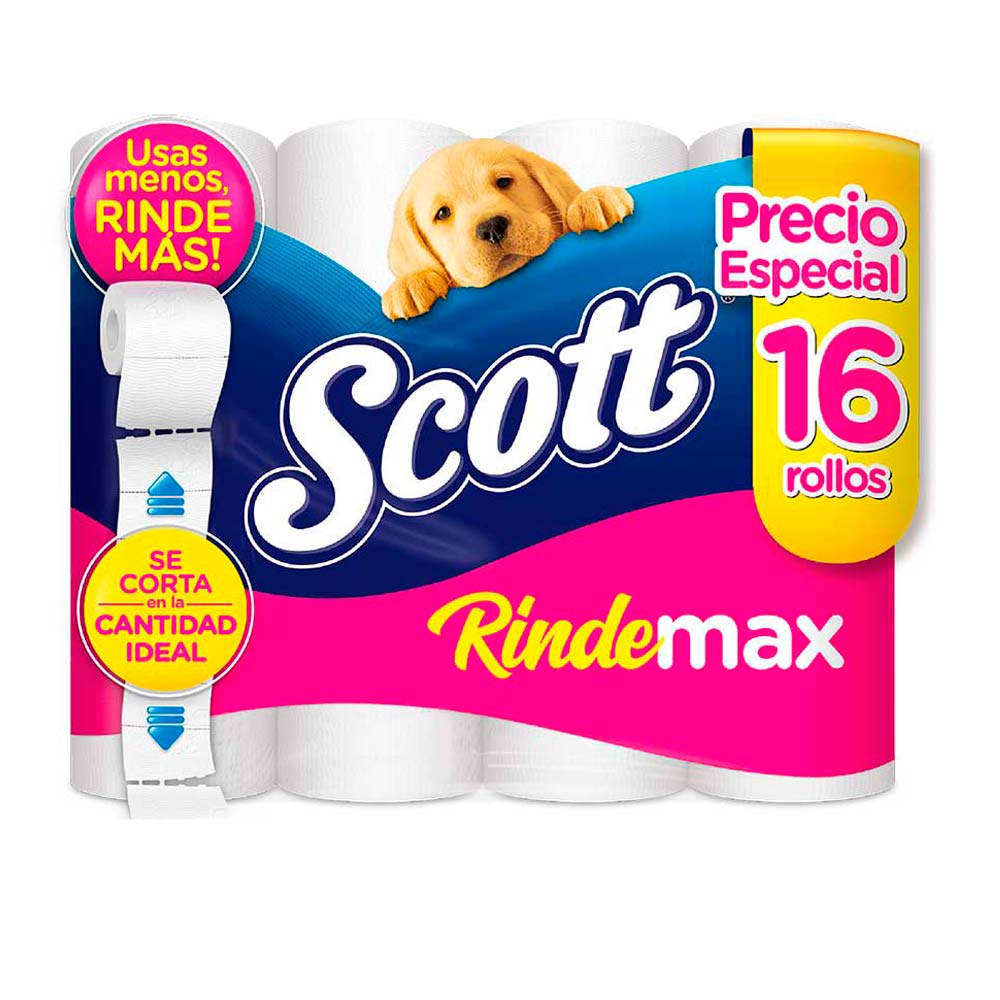 Usas
menos,
RINDE
MÁS!
Scott
®
Precio
Especial
16
rollos
SE
CORTA
en la
CANTIDAD
IDEAL
Rindemax